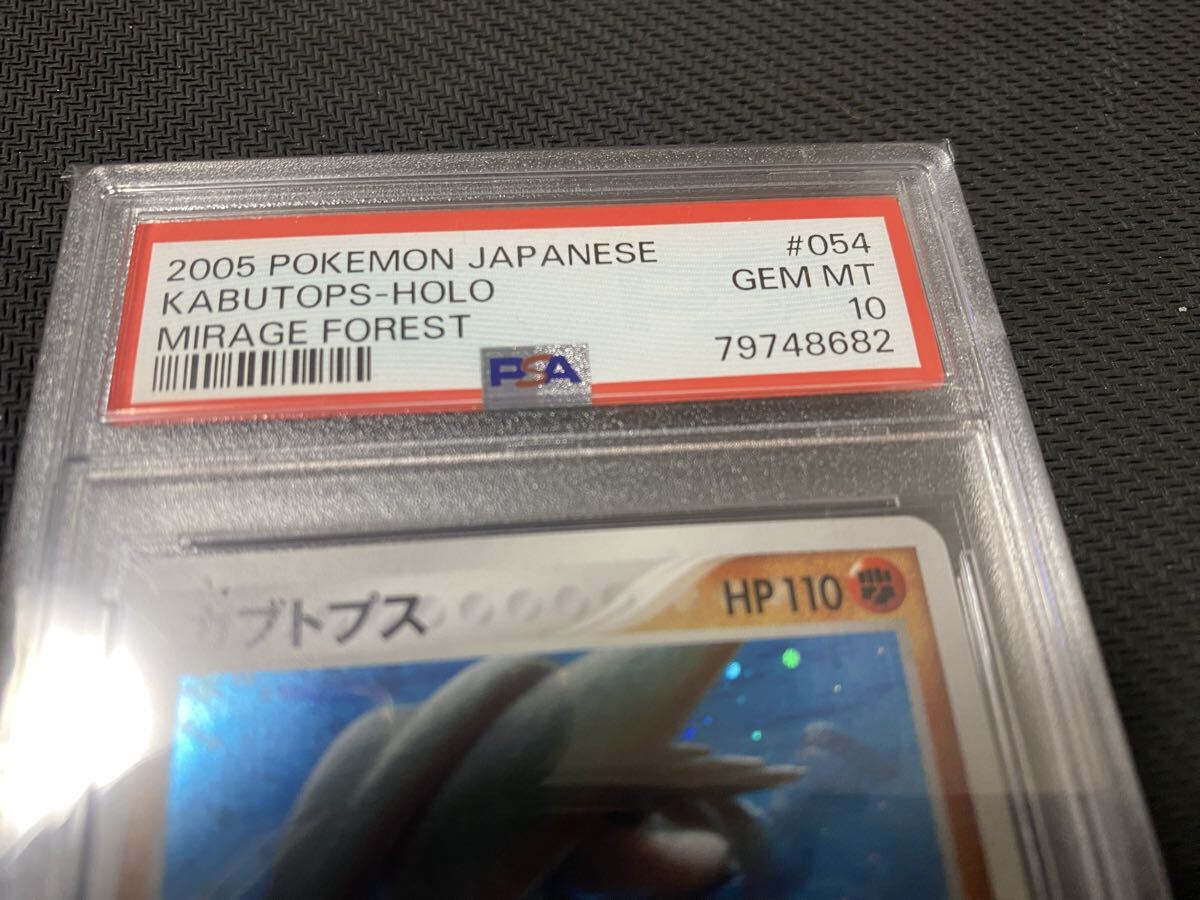 2005 POKEMON JAPANESE #054
KABUTOPS-HOLO GEM MT
MIRAGE FOREST 10
PSA 79748682
カブトプス HP 110